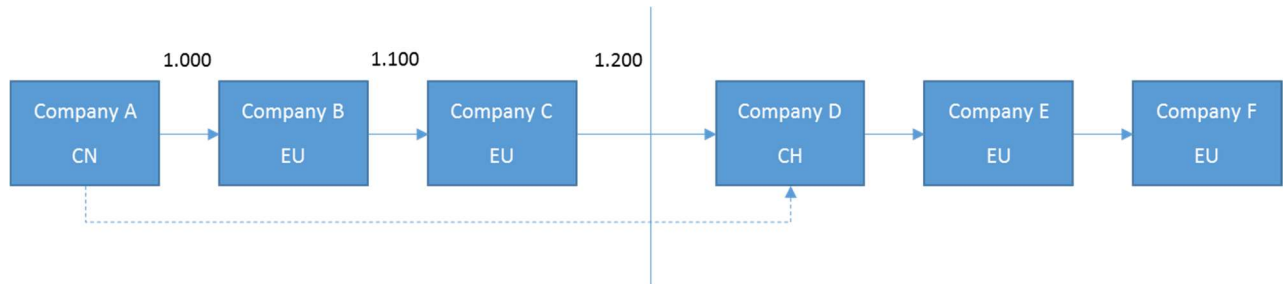 1.000
1.100
1.200
Company A
CN
Company B
EU
Company C
EU
Company D
CH
Company E
EU
Company F
EU